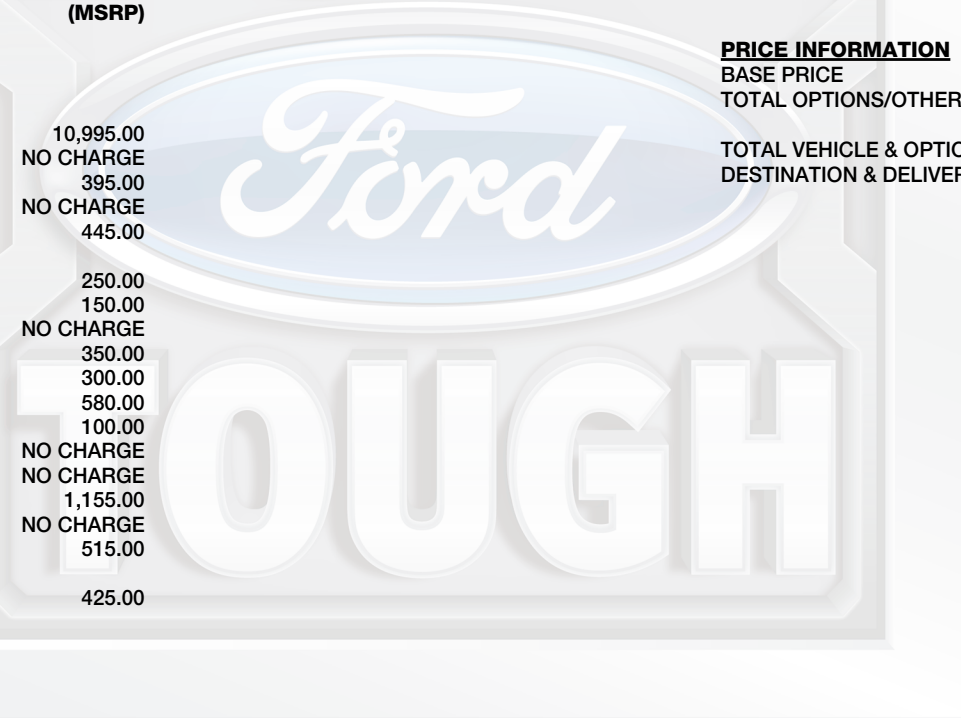 (MSRP)
10,995.00
NO CHARGE
395.00
NO CHARGE
445.00
250.00
150.00
NO CHARGE
350.00
300.00
580.00
100.00
NO CHARGE
NO CHARGE
1,155.00
NO CHARGE
515.00
425.00
PRICE INFORMATION
BASE PRICE
TOTAL OPTIONS/OTHER
TOTAL VEHICLE & OPTIO
DESTINATION & DELIVER
Ford
TOUGH